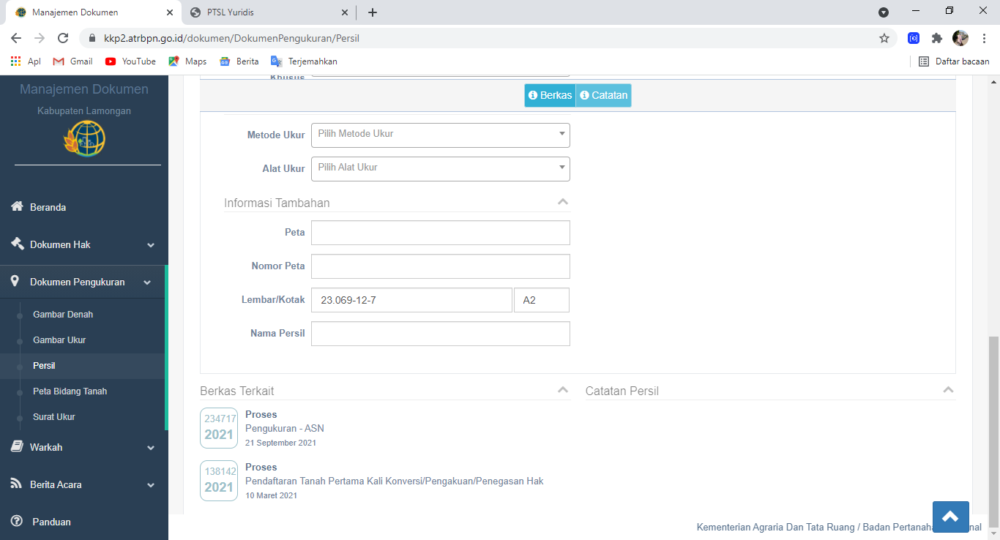 Manajemen Dokumen
PTSL Yuridis
kkp2.atrbpn.go.id/dokumen/DokumenPengukuran/Persil
Apl
Gmail
YouTube
Maps
Berita
Terjemahkan
Daftar bacaan
Manajemen Dokumen
Kabupaten Lamongan
Beranda
Dokumen Hak
Dokumen Pengukuran
Gambar Denah
Gambar Ukur
Persil
Peta Bidang Tanah
Surat Ukur
Warkah
Berita Acara
Panduan
Khusus
Berkas
Catatan
Metode Ukur Pilih Metode Ukur
Alat Ukur Pilih Alat Ukur
Informasi Tambahan
Peta
Nomor Peta
Lembar/Kotak 23.069-12-7 A2
Nama Persil
Berkas Terkait
234717
2021
Proses
Pengukuran - ASN
21 September 2021
138142
2021
Proses
Pendaftaran Tanah Pertama Kali Konversi/Pengakuan/Penegasan Hak
10 Maret 2021
Catatan Persil
Kementerian Agraria Dan Tata Ruang / Badan